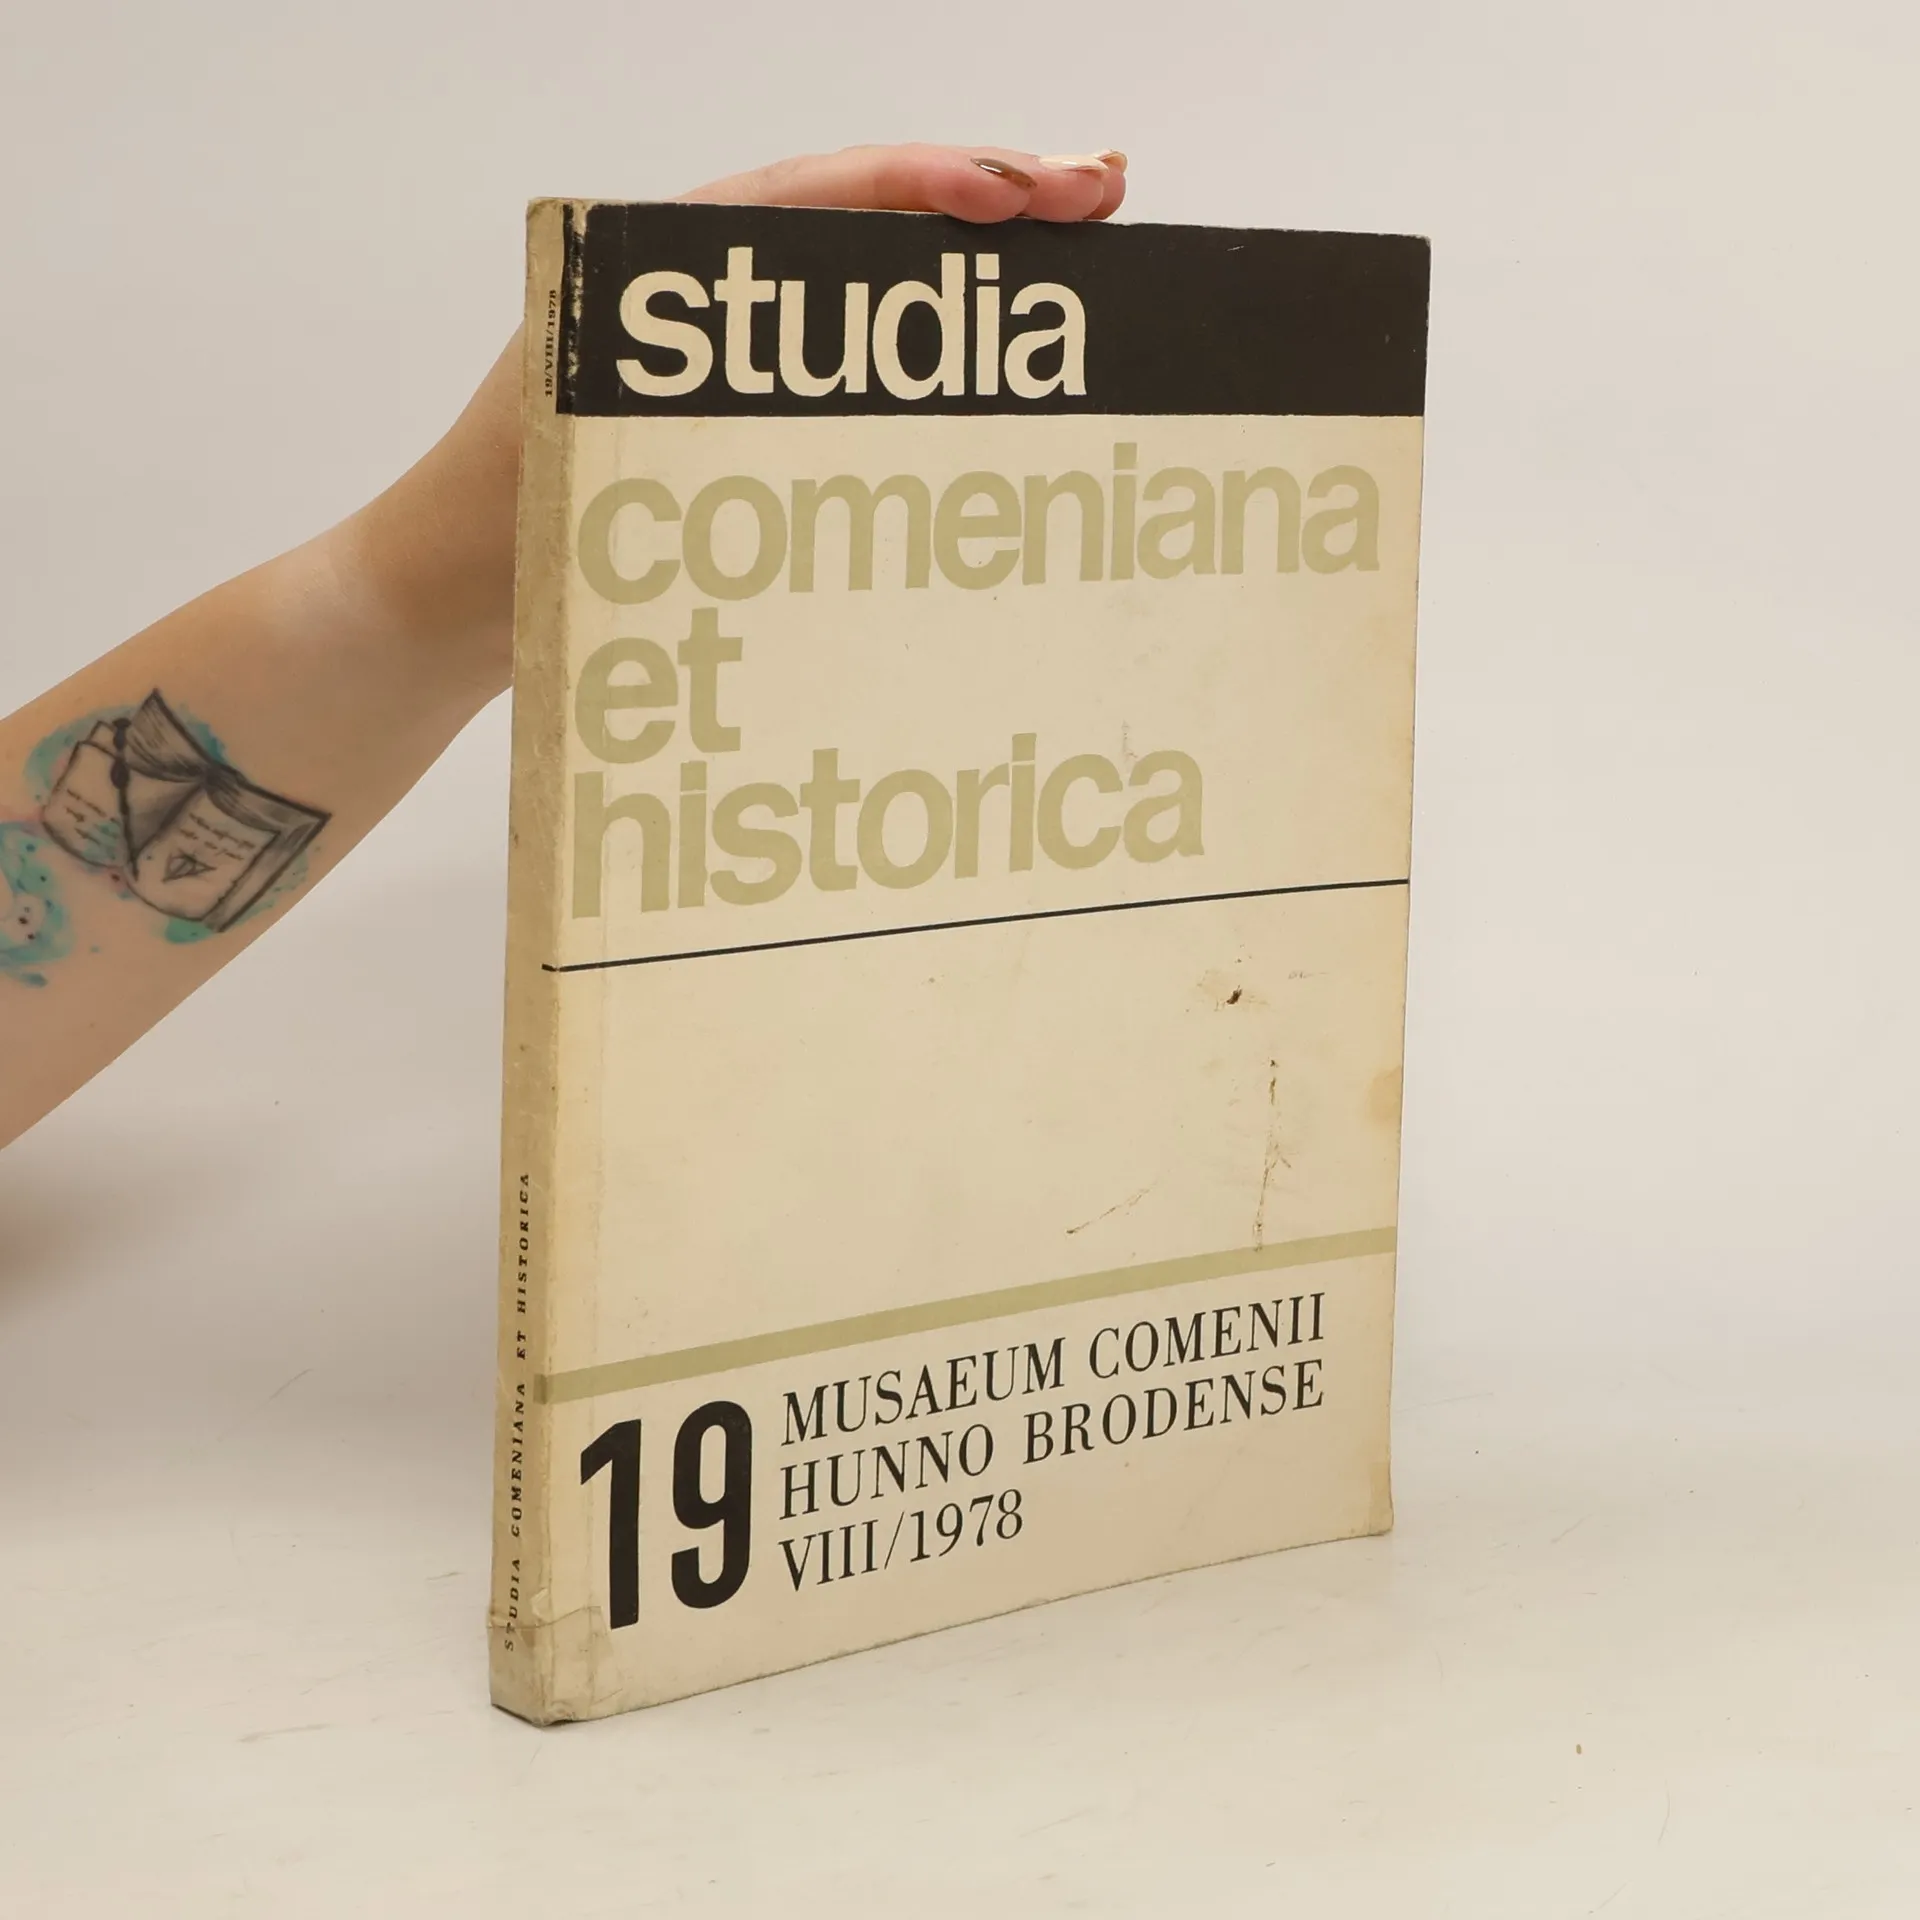 studia
comeniana
et
historica
19
MUSAEUM COMENII
HUNNO BRODENSE
VIII/1978
19/VIII/1978
STUDIA COMENIANA ET HISTORICA